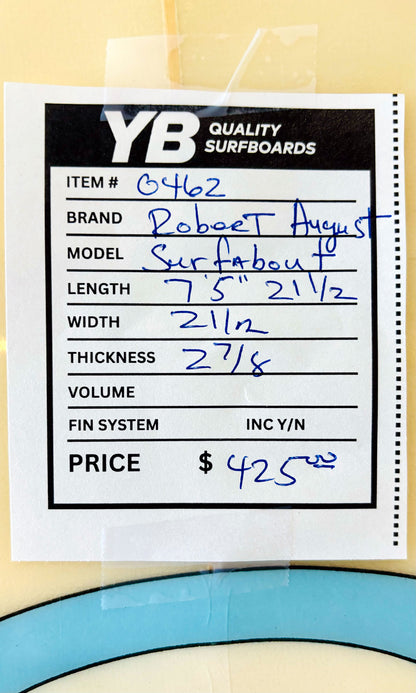 YB QUALITY
SURFBOARDS
ITEM # 0462
BRAND Robert August
MODEL Surfabout
LENGTH 7'5" 21 1/2
WIDTH 21 1/2
THICKNESS 2 7/8
VOLUME
FIN SYSTEM INC Y/N
PRICE $ 425.00